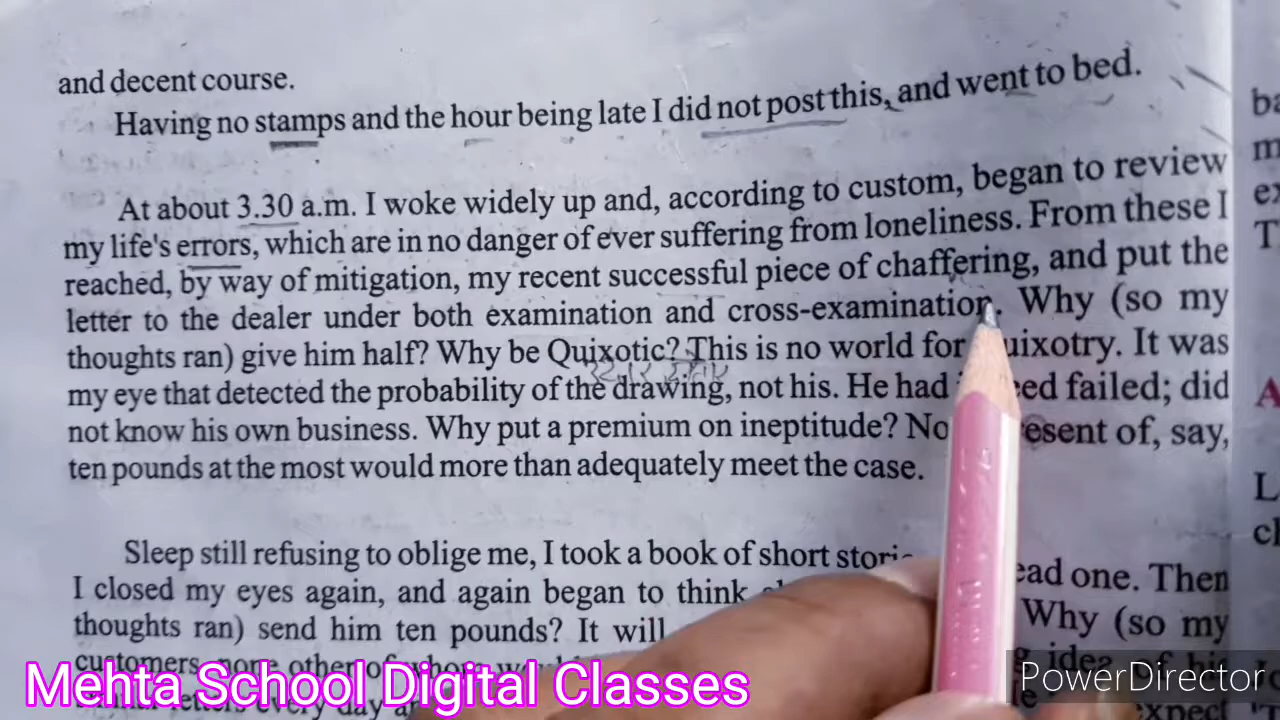 and decent course.
Having no stamps and the hour being late I did not post this, and went to bed.
At about 3.30 a.m. I woke widely up and, according to custom, began to review
my life's errors, which are in no danger of ever suffering from loneliness. From these I
reached, by way of mitigation, my recent successful piece of chaffering, and put the
letter to the dealer under both examination and cross-examination. Why (so my
thoughts ran) give him half? Why be Quixotic? This is no world for quixotry. It was
my eye that detected the probability of the drawing, not his. He had failed; did
not know his own business. Why put a premium on ineptitude? No present of, say,
ten pounds at the most would more than adequately meet the case.
Sleep still refusing to oblige me, I took a book of short stories read one. Then
I closed my eyes again, and again began to think
thoughts ran) send him ten pounds? It will Why (so my
customers, none other of whom idea of his
letters every day expect
Mehta School Digital Classes
PowerDirector